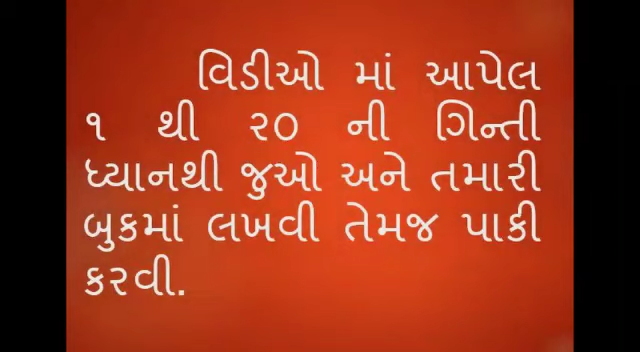 વિડીઓ માં આપેલ
૧ થી ૨૦ ની ગિન્તી
ધ્યાનથી જુઓ અને તમારી
બુકમાં લખવી તેમજ પાકી
કરવી.